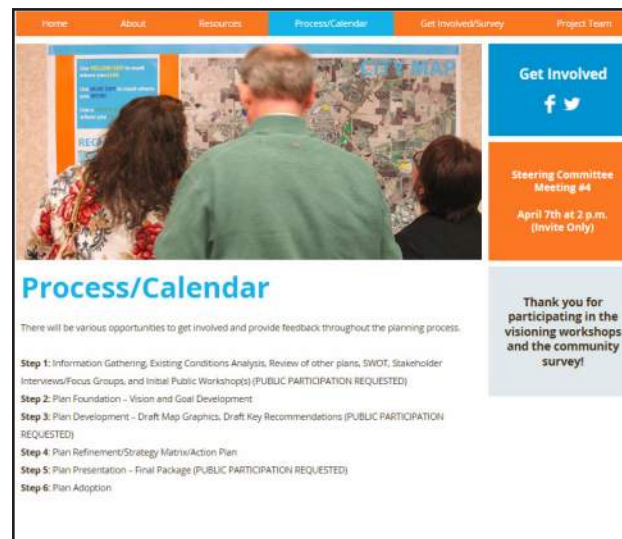 Home About Resources Process/Calendar Get Involved/Survey Project Team
CITY MAP
Get Involved
Steering Committee
Meeting #4
April 7th at 2 p.m.
(Invite Only)
Thank you for
participating in the
visioning workshops
and the community
survey!
Process/Calendar
There will be various opportunities to get involved and provide feedback throughout the planning process.
Step 1: Information Gathering, Existing Conditions Analysis, Review of other plans, SWOT, Stakeholder
Interviews/Focus Groups, and Initial Public Workshop(s) (PUBLIC PARTICIPATION REQUESTED)
Step 2: Plan Foundation – Vision and Goal Development
Step 3: Plan Development – Draft Map Graphics, Draft Key Recommendations (PUBLIC PARTICIPATION
REQUESTED)
Step 4: Plan Refinement/Strategy Matrix/Action Plan
Step 5: Plan Presentation – Final Package (PUBLIC PARTICIPATION REQUESTED)
Step 6: Plan Adoption